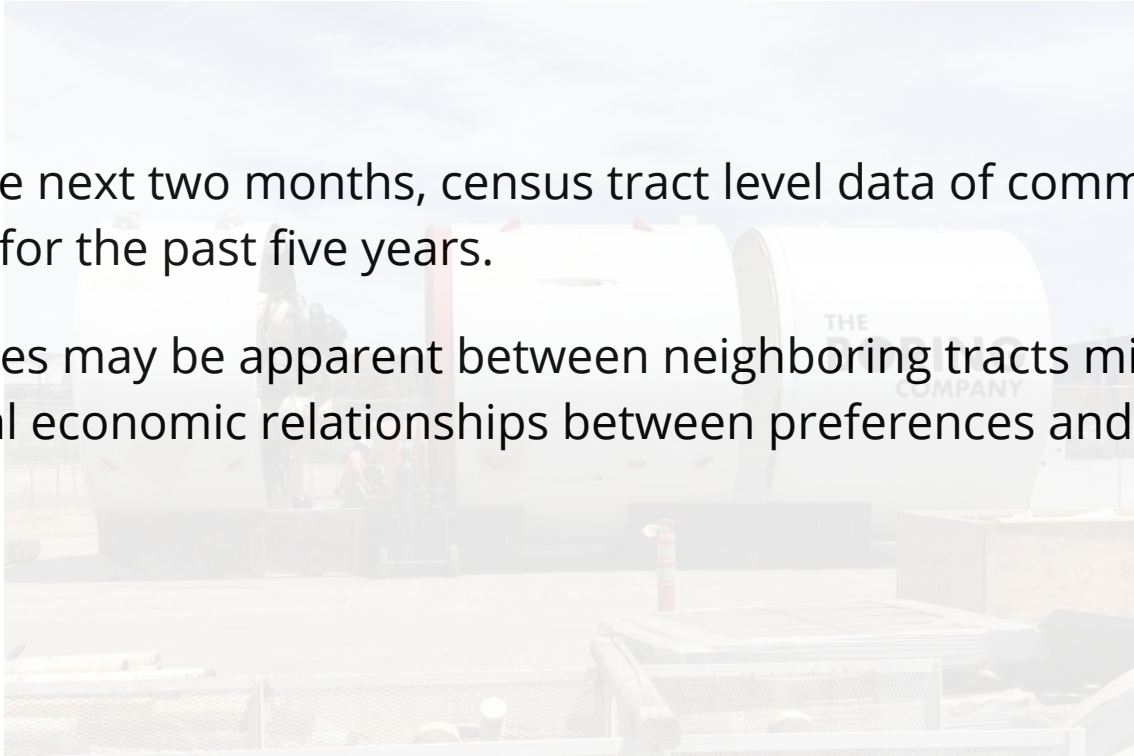 e next two months, census tract level data of comm
for the past five years.
es may be apparent between neighboring tracts mi
l economic relationships between preferences and
THE
BORING
COMPANY